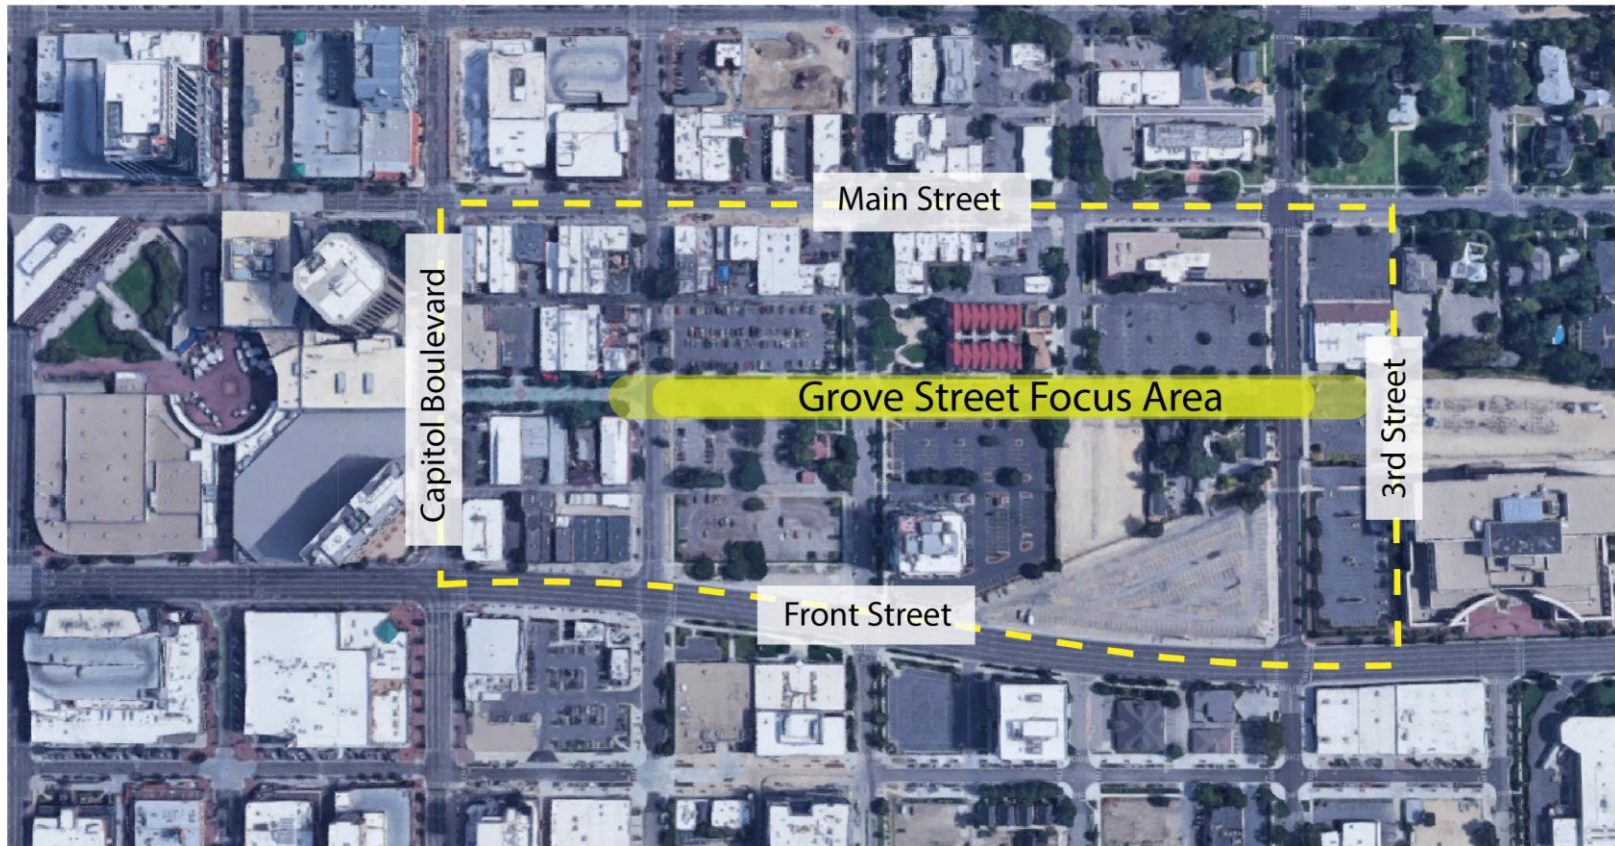 Main Street
Capitol Boulevard
Grove Street Focus Area
3rd Street
Front Street